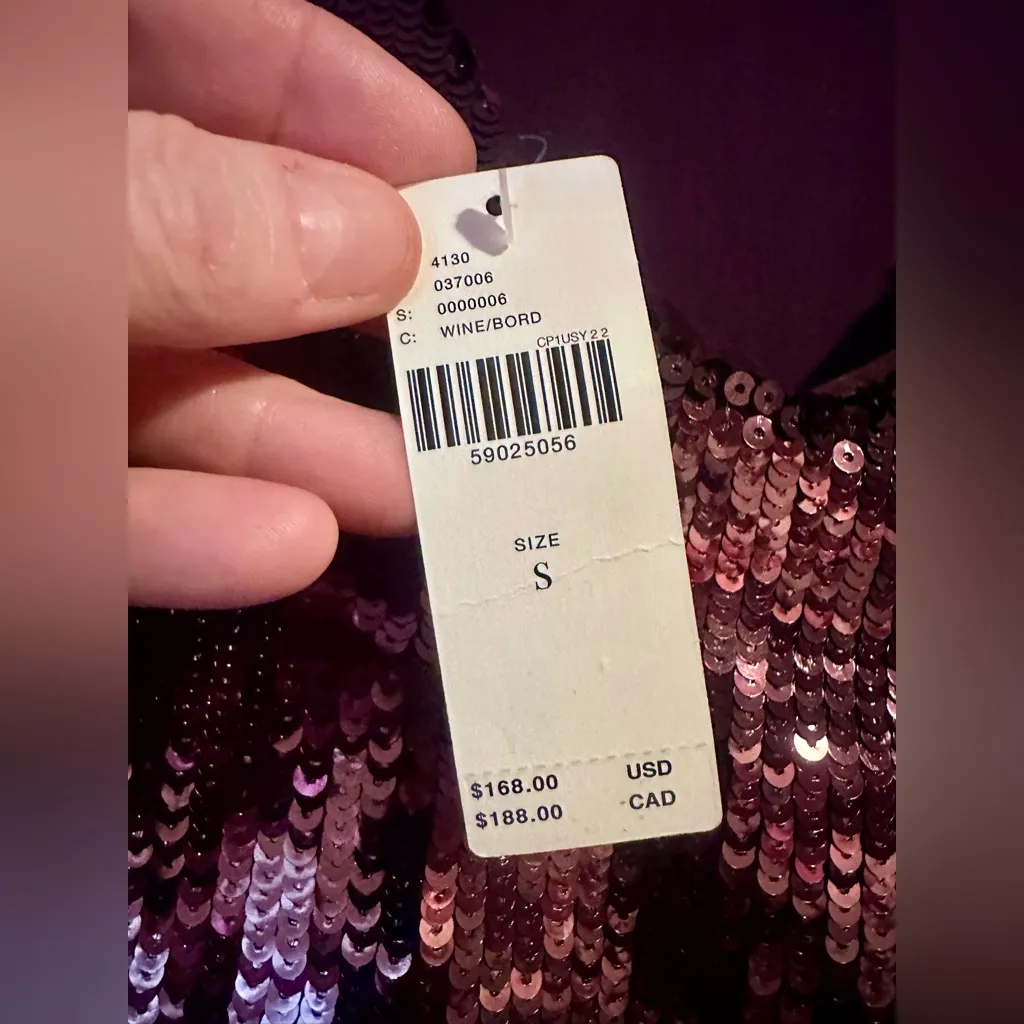 4130
037006
S: 0000006
C: WINE/BORD
CP1USY 2 2
59025056
SIZE
S
$168.00 USD
$188.00 CAD